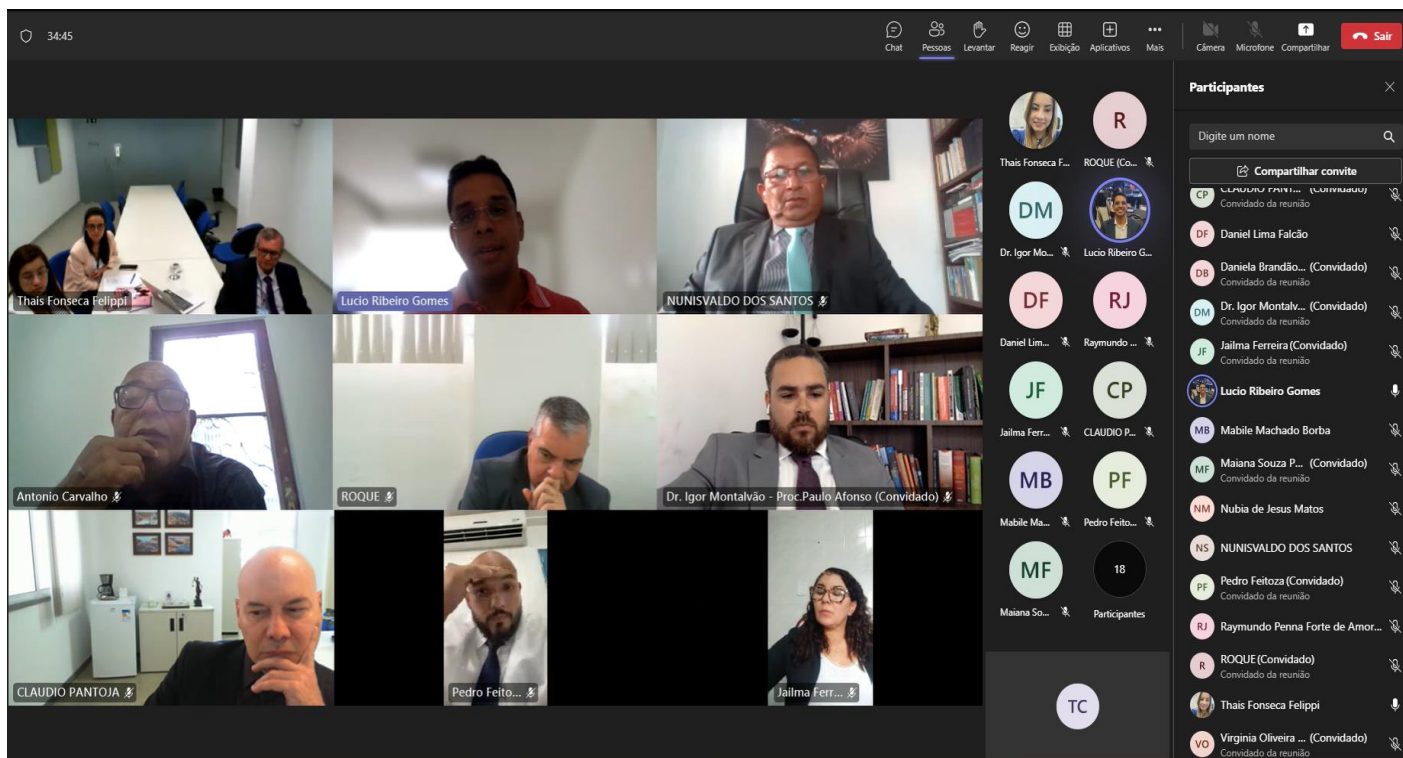 34:45
Chat
Pessoas
Levantar
Reagir
Exibição
Aplicativos
Mais
Câmera
Microfone
Compartilhar
Sair
Thais Fonseca Felippi
Lucio Ribeiro Gomes
NUNISVALDO DOS SANTOS
Antonio Carvalho
ROQUE
Dr. Igor Montalvão - Proc.Paulo Afonso (Convidado)
CLAUDIO PANTOJA
Pedro Feito...
Jailma Ferr...
Thais Fonseca F...
R
ROQUE (Co...
DM
Dr. Igor Mo...
Lucio Ribeiro G...
DF
Daniel Lim...
RJ
Raymundo ...
JF
Jailma Ferr...
CP
CLAUDIO P...
MB
Mabile Ma...
PF
Pedro Feito...
MF
Maiana So...
18
Participantes
TC
Participantes
Digite um nome
Compartilhar convite
CP
CLAUDIO PANT... (Convidado)
Convidado da reunião
DF
Daniel Lima Falcão
DB
Daniela Brandão... (Convidado)
Convidado da reunião
DM
Dr. Igor Montalv... (Convidado)
Convidado da reunião
JF
Jailma Ferreira (Convidado)
Convidado da reunião
Lucio Ribeiro Gomes
MB
Mabile Machado Borba
MF
Maiana Souza P... (Convidado)
Convidado da reunião
NM
Nubia de Jesus Matos
NS
NUNISVALDO DOS SANTOS
PF
Pedro Feitoza (Convidado)
Convidado da reunião
RJ
Raymundo Penna Forte de Amor...
R
ROQUE (Convidado)
Convidado da reunião
Thais Fonseca Felippi
VO
Virginia Oliveira ... (Convidado)
Convidado da reunião